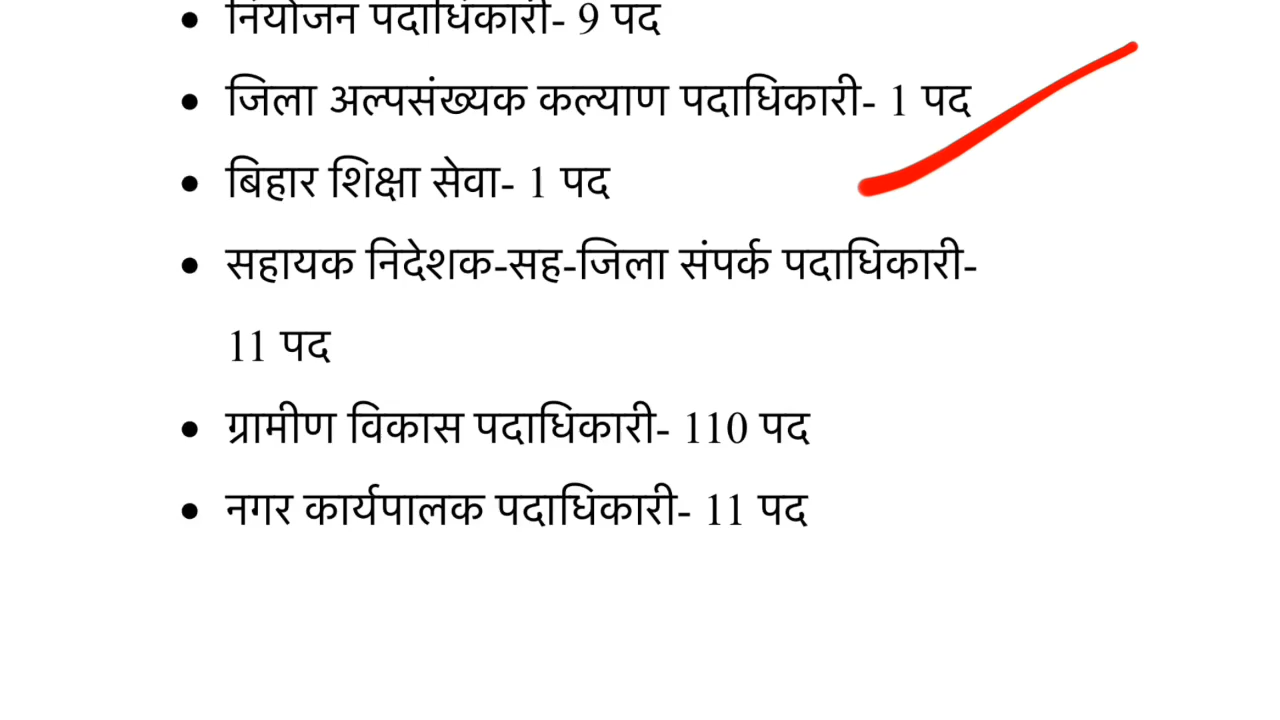 • नियोजन पदाधिकारी- 9 पद
• जिला अल्पसंख्यक कल्याण पदाधिकारी- 1 पद
• बिहार शिक्षा सेवा- 1 पद
• सहायक निदेशक-सह-जिला संपर्क पदाधिकारी-
11 पद
• ग्रामीण विकास पदाधिकारी- 110 पद
• नगर कार्यपालक पदाधिकारी- 11 पद